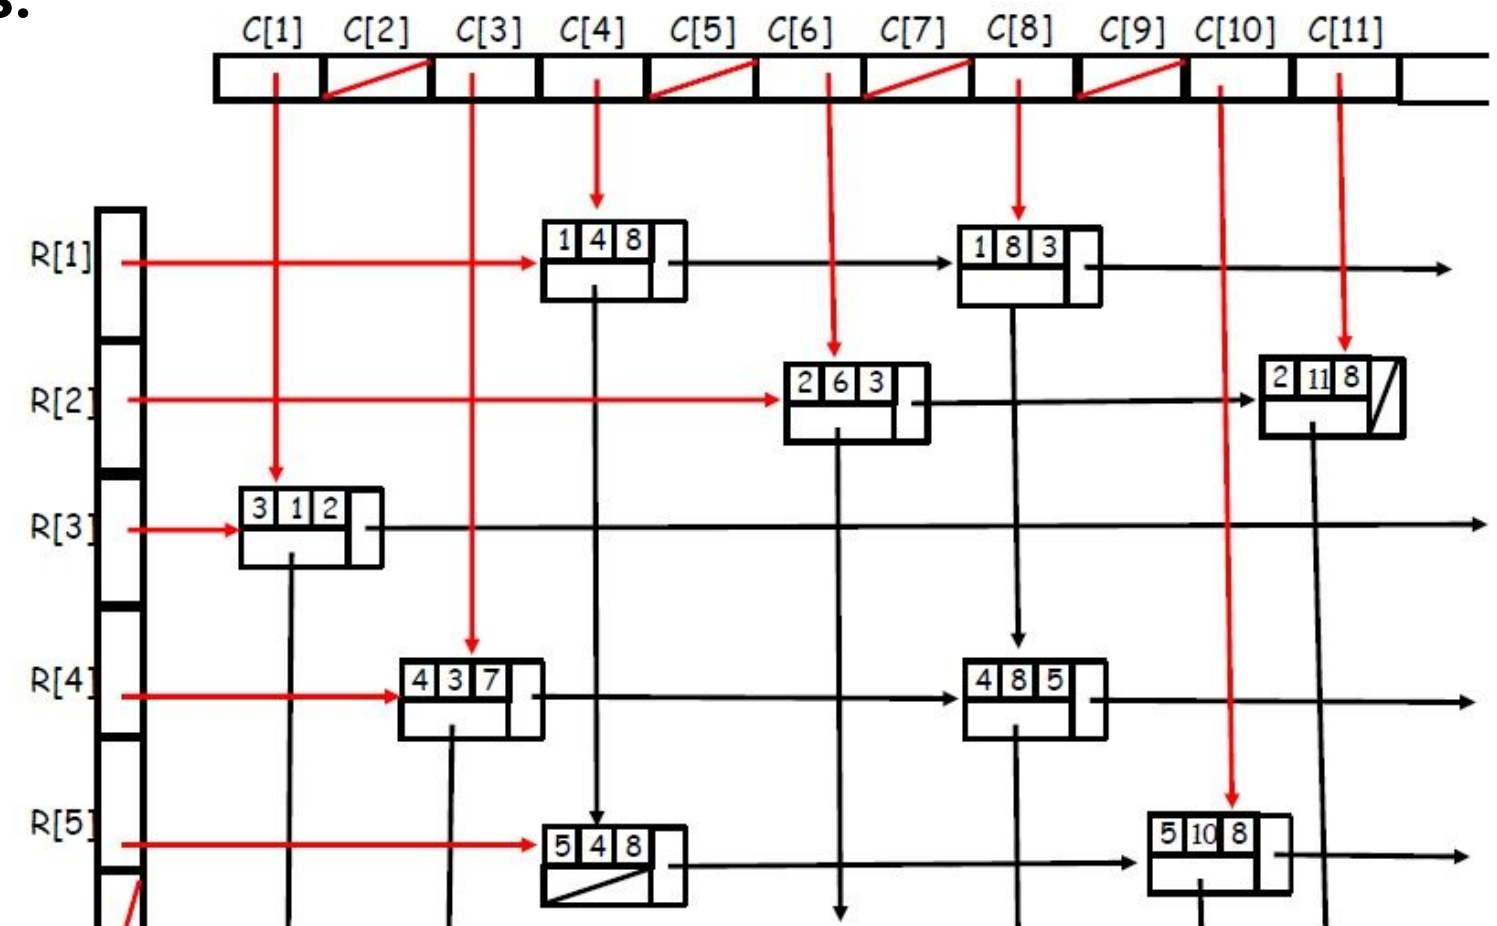 C[1] C[2] C[3] C[4] C[5] C[6] C[7] C[8] C[9] C[10] C[11]
R[1] 1 4 8 1 8 3
R[2] 2 6 3 2 11 8
R[3] 3 1 2
R[4] 4 3 7 4 8 5
R[5] 5 4 8 5 10 8